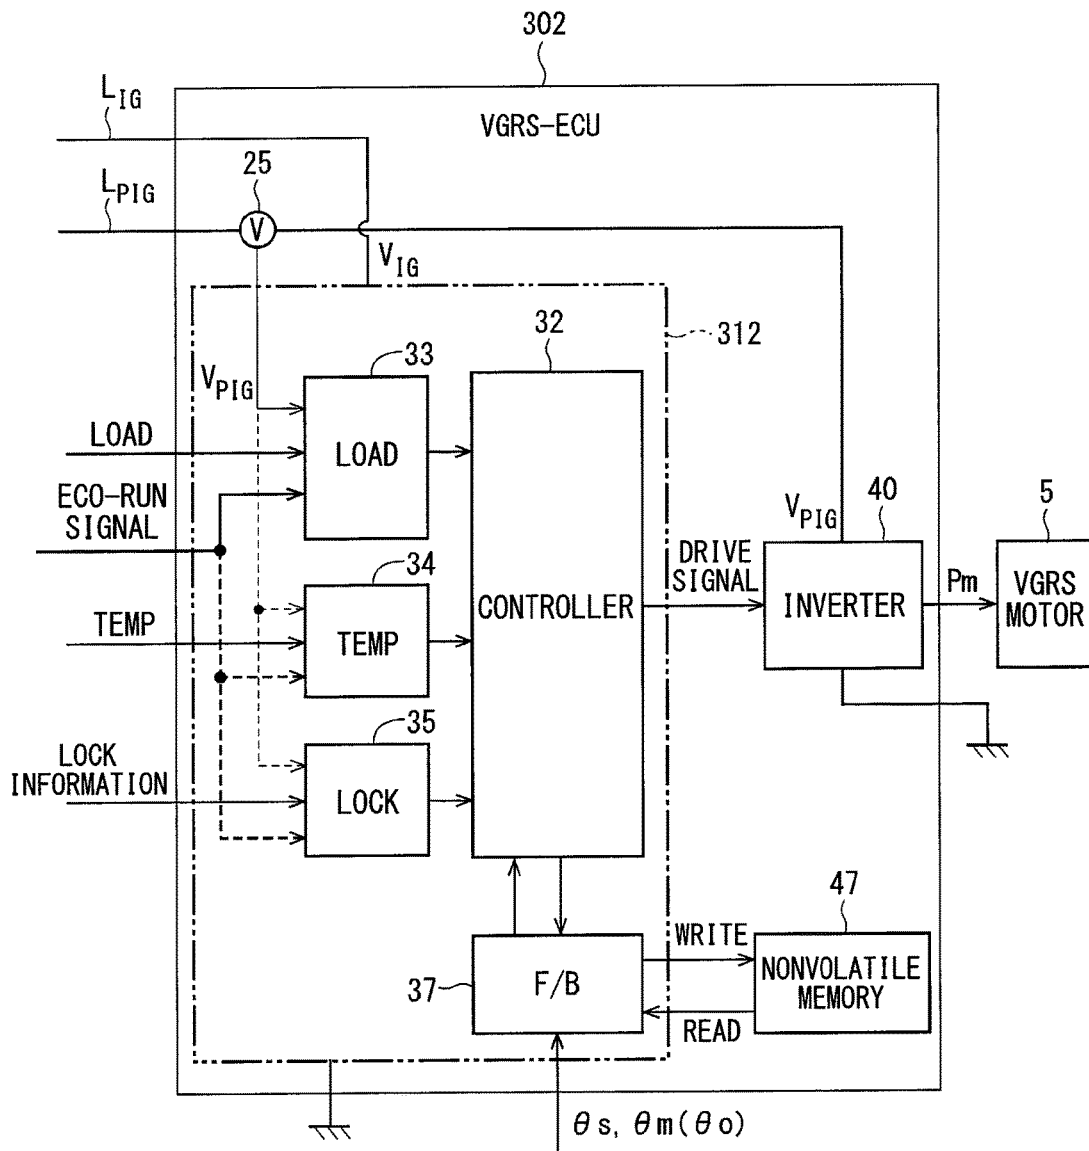 302
L_IG
VGRS-ECU
25
L_PIG
V
V_IG
312
32
33
V_PIG
LOAD
LOAD
ECO-RUN
SIGNAL
V_PIG
40
5
34
DRIVE
SIGNAL
CONTROLLER
INVERTER
Pm
VGRS
MOTOR
TEMP
TEMP
35
LOCK
INFORMATION
LOCK
47
WRITE
NONVOLATILE
MEMORY
37
F/B
READ
θs, θm(θo)